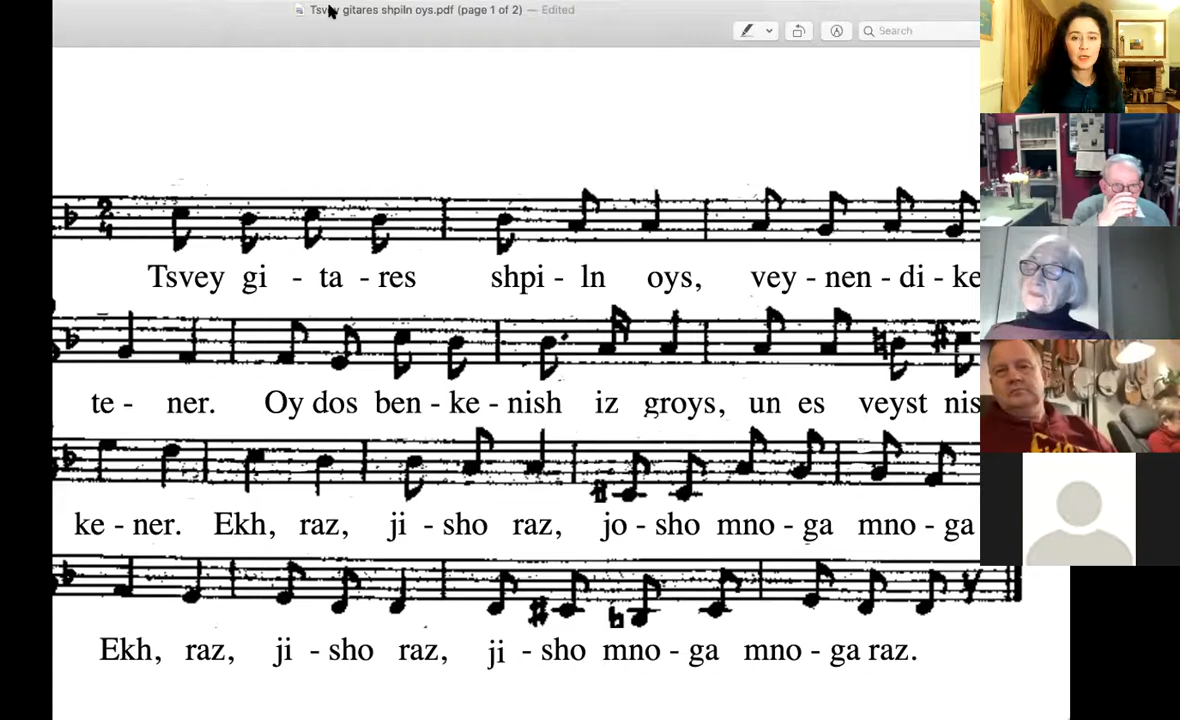 Tsvey gitares shpiln oys.pdf (page 1 of 2) — Edited
Search
2
4
Tsvey gi - ta - res shpi - ln oys, vey - nen - di - ke
te - ner. Oy dos ben - ke - nish iz groys, un es veyst nis
ke - ner. Ekh, raz, ji - sho raz, jo - sho mno - ga mno - ga
Ekh, raz, ji - sho raz, ji - sho mno - ga mno - ga raz.